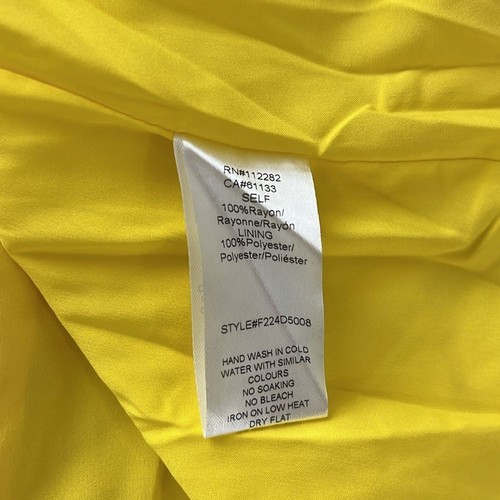 RN#112282
CA#61133
SELF
100%Rayon/
Rayonne/Rayón
LINING
100%Polyester/
Polyester/Poliéster
STYLE#F224D5008
HAND WASH IN COLD
WATER WITH SIMILAR
COLOURS
NO SOAKING
NO BLEACH
IRON ON LOW HEAT
DRY FLAT